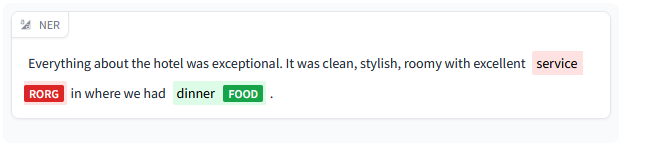 NER
Everything about the hotel was exceptional. It was clean, stylish, roomy with excellent service
RORG in where we had dinner FOOD .